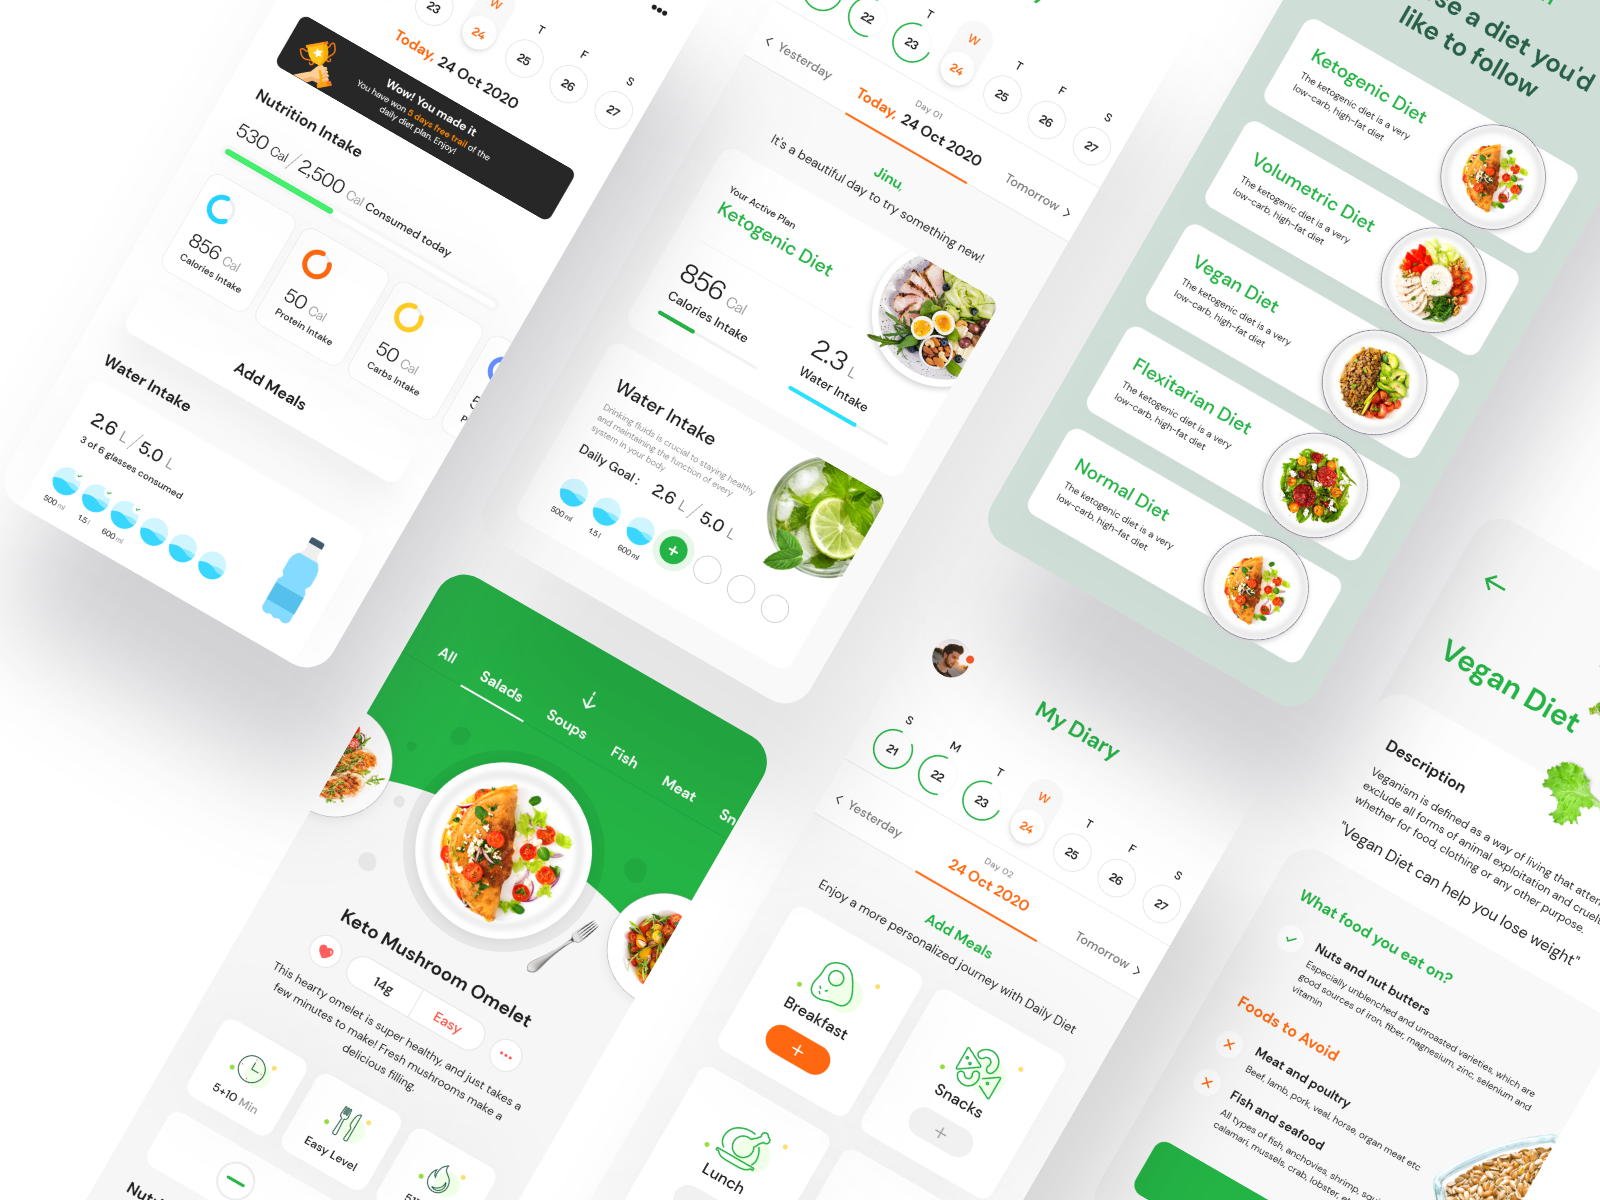 23
W
24
T
25
F
26
S
27
Today, 24 Oct 2020
Wow! You made it
You have won 5 days free trail of the
daily diet plan. Enjoy!
Nutrition Intake
530 Cal / 2,500 Cal Consumed today
856 Cal
Calories Intake
50 Cal
Protein Intake
50 Cal
Carbs Intake
Add Meals
Water Intake
2.6 L / 5.0 L
3 of 6 glasses consumed
500 ml
1.5 l
600 ml
22
T
23
W
24
T
25
F
26
S
27
Yesterday
Day 01
Today, 24 Oct 2020
Tomorrow
Jinu,
It's a beautiful day to try something new!
Your Active Plan
Ketogenic Diet
856 Cal
Calories Intake
2.3 L
Water Intake
Water Intake
Drinking fluids is crucial to staying healthy
and maintaining the function of every
system in your body
Daily Goal : 2.6 L / 5.0 L
500 ml
1.5 l
600 ml
a diet you'd
like to follow
Ketogenic Diet
The ketogenic diet is a very
low-carb, high-fat diet
Volumetric Diet
The ketogenic diet is a very
low-carb, high-fat diet
Vegan Diet
The ketogenic diet is a very
low-carb, high-fat diet
Flexitarian Diet
The ketogenic diet is a very
low-carb, high-fat diet
Normal Diet
The ketogenic diet is a very
low-carb, high-fat diet
All
Salads
Soups
Fish
Meat
Sn
Keto Mushroom Omelet
14g
Easy
This hearty omelet is super healthy, and just takes a
few minutes to make! Fresh mushrooms make a
delicious filling.
5+10 Min
Easy Level
My Diary
S
21
M
22
T
23
W
24
T
25
F
26
S
27
Yesterday
Day 02
24 Oct 2020
Tomorrow
Add Meals
Enjoy a more personalized journey with Daily Diet
Breakfast
Snacks
Lunch
Vegan Diet
Description
Veganism is defined as a way of living that
exclude all forms of animal exploitation and
whether for food, clothing or any other purpose.
"Vegan Diet can help you lose weight"
What food you eat on?
Nuts and nut butters
Especially unblenched and unroasted varieties, which are
good sources of iron, fiber, magnesium, zinc, selenium and
vitamin
Foods to Avoid
Meat and poultry
Beef, lamb, pork, veal, horse, organ meat etc
Fish and seafood
All types of fish, anchovies, shrimp,
calamari, mussels, crab, lobster,